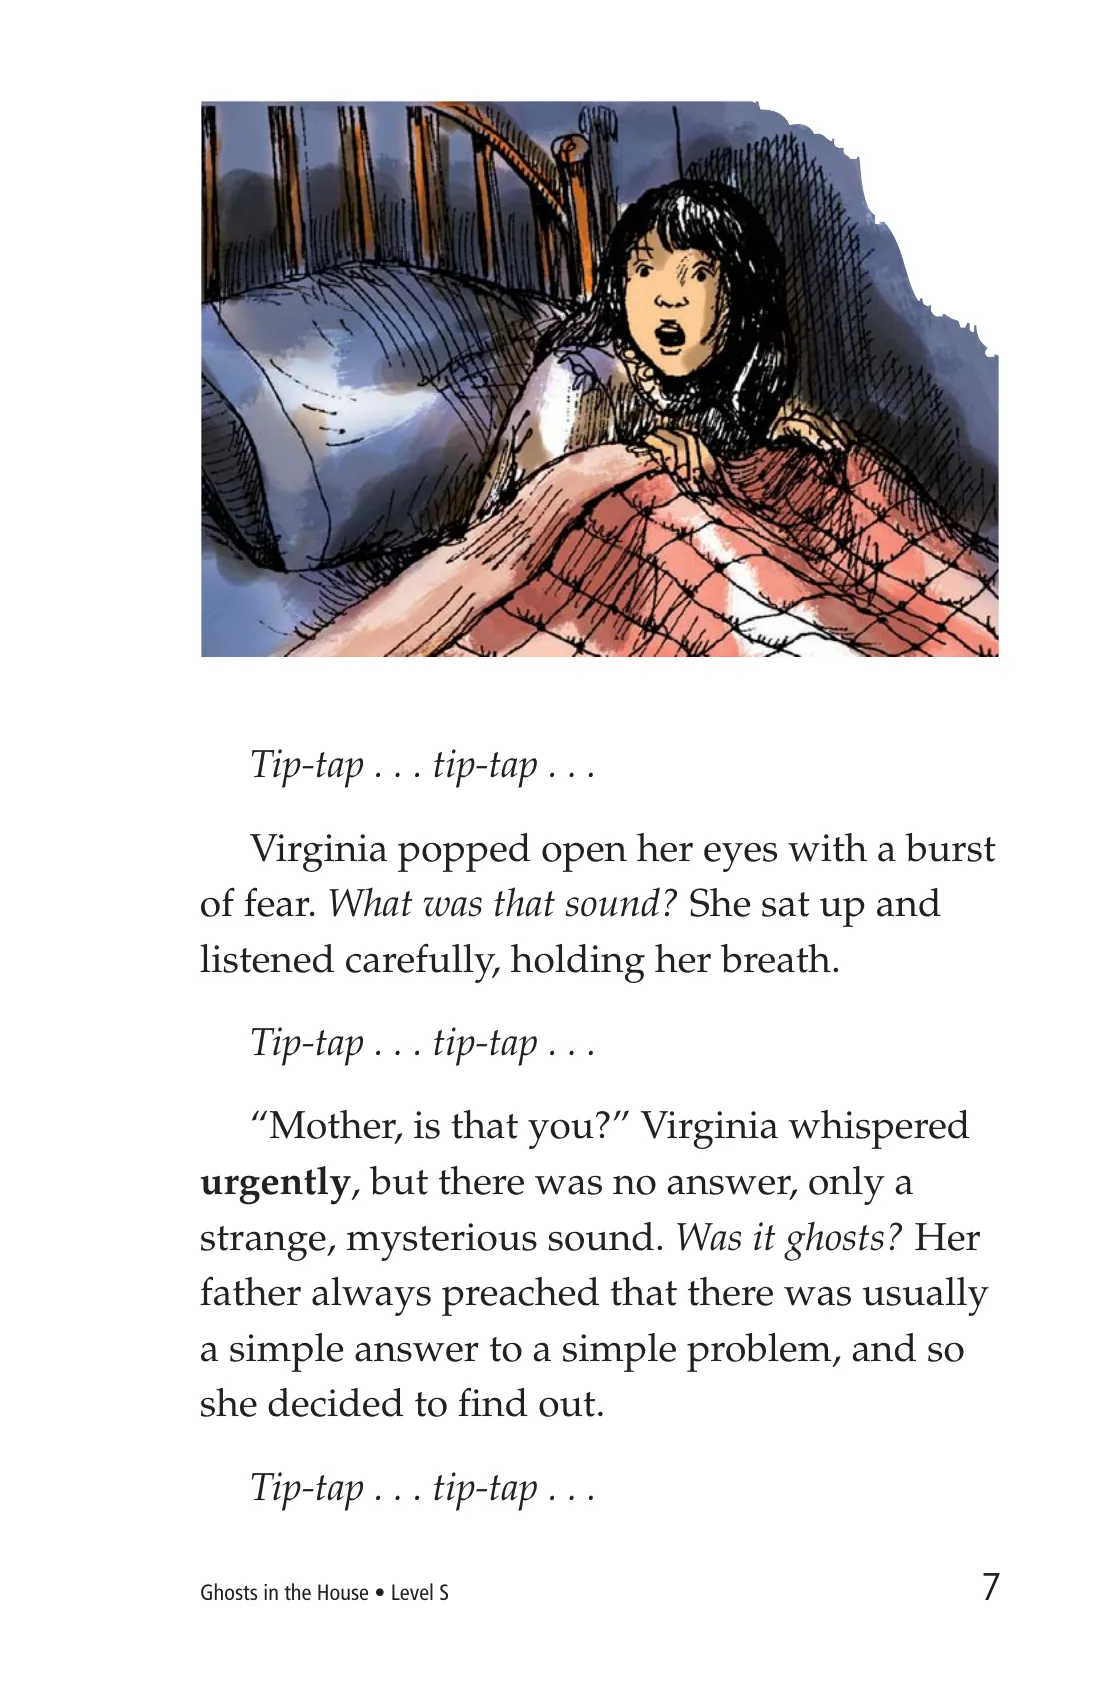 Tip-tap . . . tip-tap . . .
Virginia popped open her eyes with a burst
of fear. What was that sound? She sat up and
listened carefully, holding her breath.
Tip-tap . . . tip-tap . . .
“Mother, is that you?” Virginia whispered
urgently, but there was no answer, only a
strange, mysterious sound. Was it ghosts? Her
father always preached that there was usually
a simple answer to a simple problem, and so
she decided to find out.
Tip-tap . . . tip-tap . . .
Ghosts in the House • Level S
7